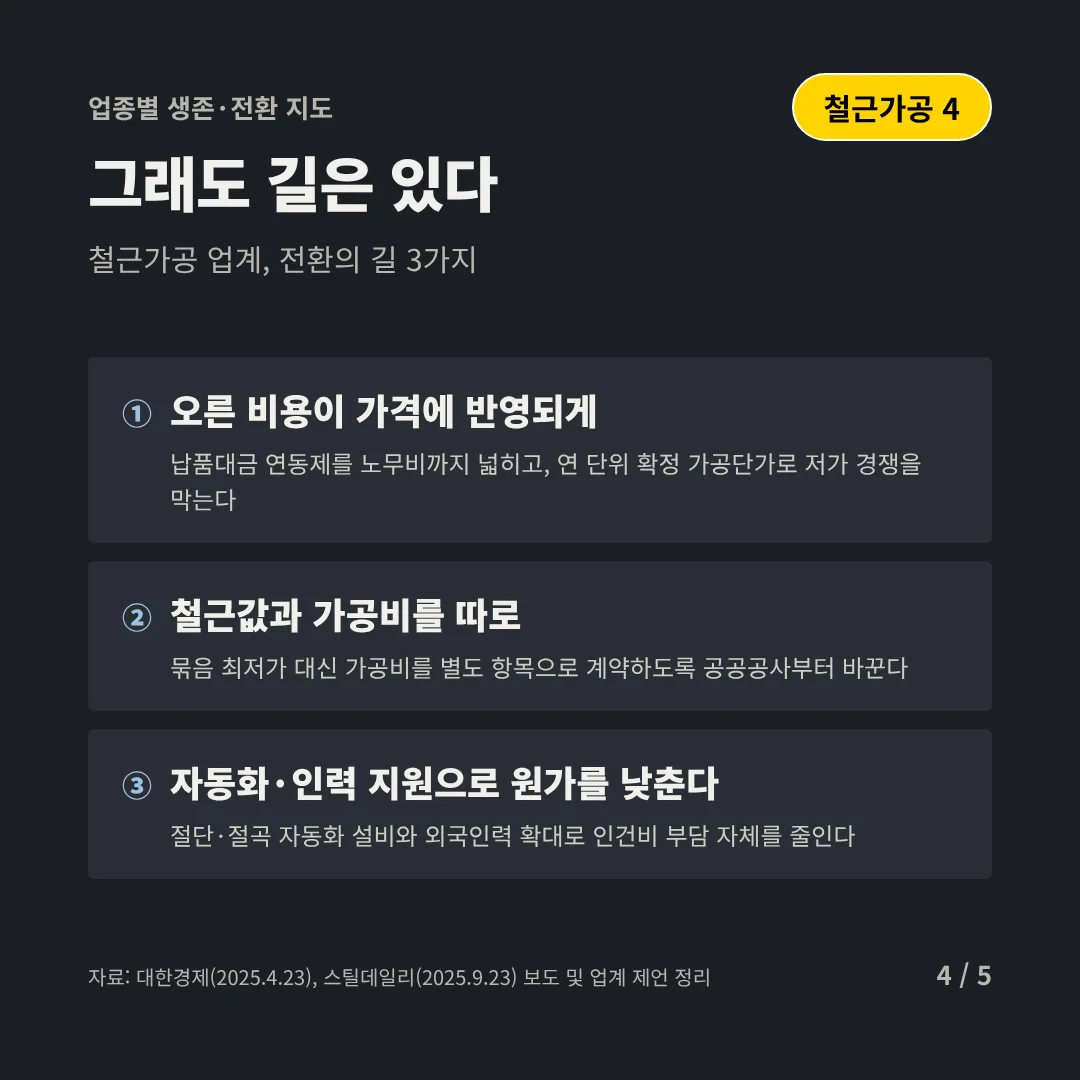 업종별 생존·전환 지도
철근가공 4
그래도 길은 있다
철근가공 업계, 전환의 길 3가지
① 오른 비용이 가격에 반영되게
납품대금 연동제를 노무비까지 넓히고, 연 단위 확정 가공단가로 저가 경쟁을
막는다
② 철근값과 가공비를 따로
묶음 최저가 대신 가공비를 별도 항목으로 계약하도록 공공공사부터 바꾼다
③ 자동화·인력 지원으로 원가를 낮춘다
절단·절곡 자동화 설비와 외국인력 확대로 인건비 부담 자체를 줄인다
자료: 대한경제(2025.4.23), 스틸데일리(2025.9.23) 보도 및 업계 제언 정리
4 / 5